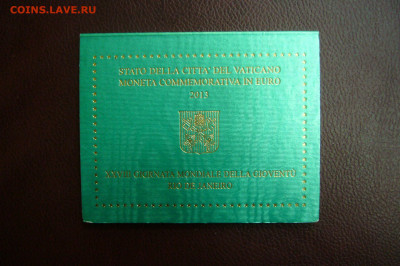 COINS.LAVE.RU
STATO DELLA CITTÀ DEL VATICANO
MONETA COMMEMORATIVA IN EURO
2013
GIORNATA MONDIALE DELLA GIOVENTÙ
RIO DE JANEIRO